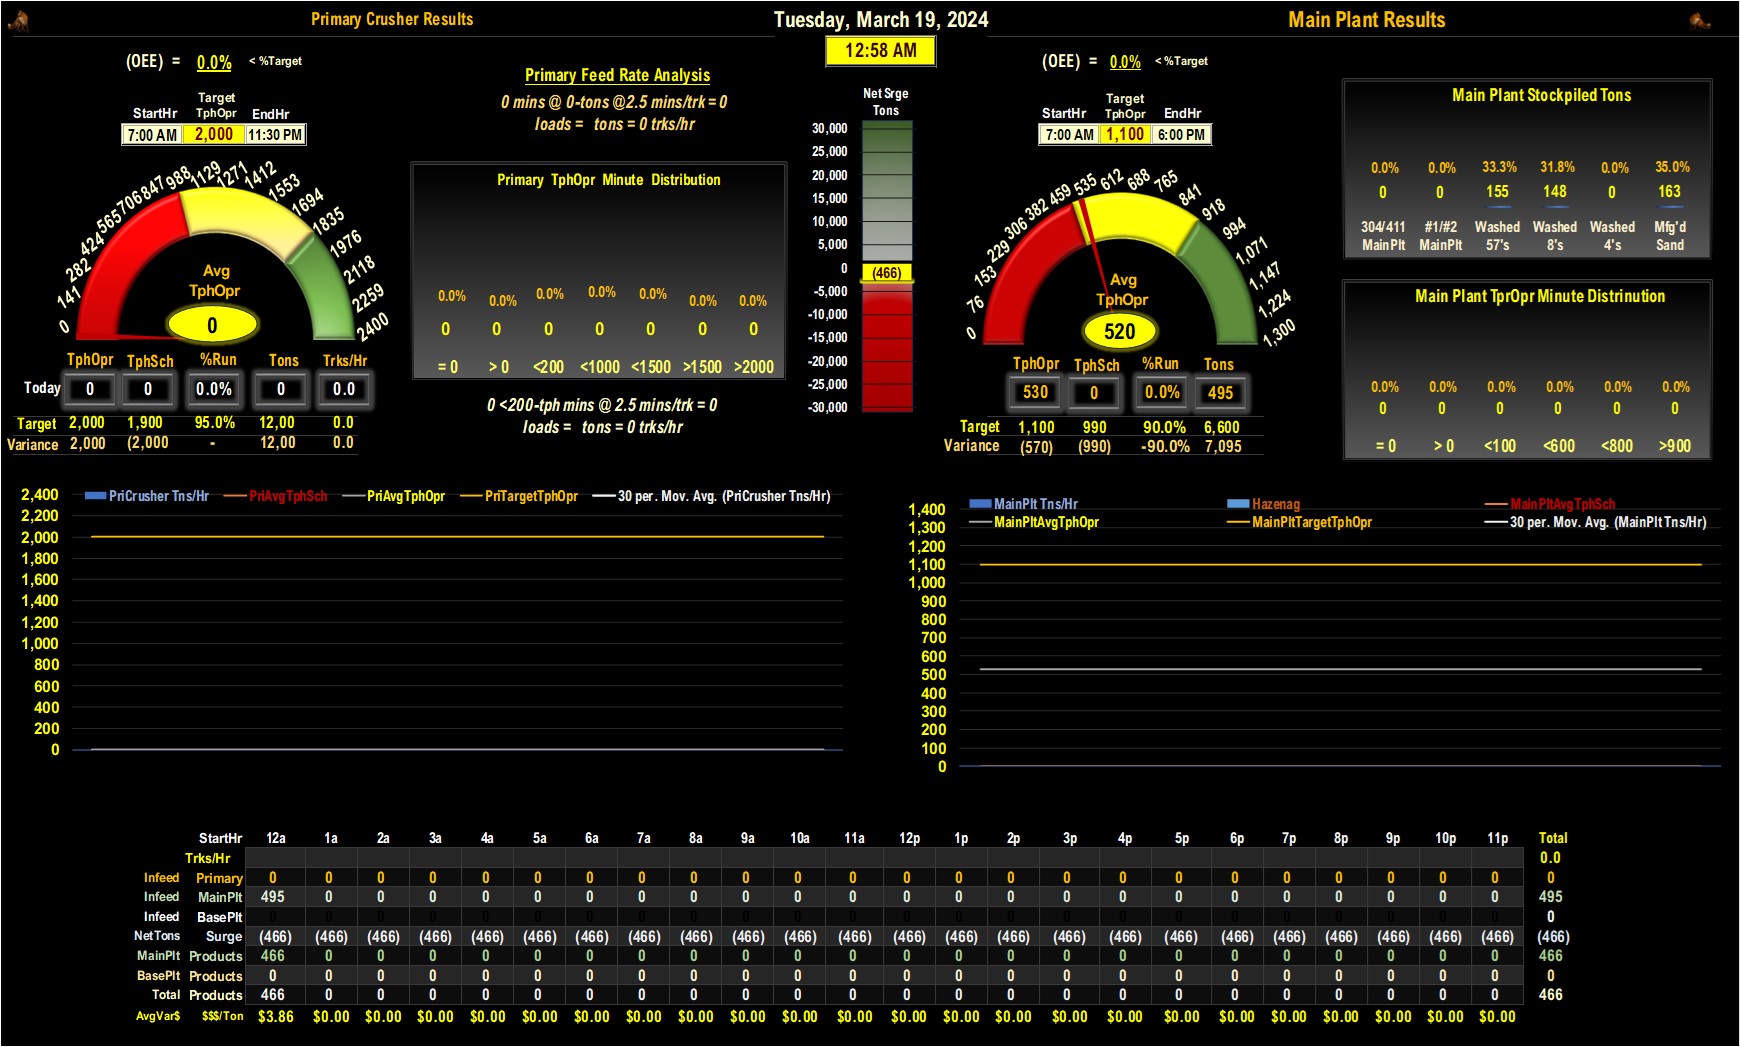 Primary Crusher Results
Tuesday, March 19, 2024
Main Plant Results
12:58 AM
(OEE) = 0.0% < %Target
Target
StartHr TphOpr EndHr
7:00 AM 2,000 11:30 PM
0 141 282 424 565 706 847 988 1129 1271 1412 1553 1694 1835 1976 2118 2259 2400
Avg
TphOpr
0
TphOpr TphSch %Run Tons Trks/Hr
Today 0 0 0.0% 0 0.0
Target 2,000 1,900 95.0% 12,00 0.0
Variance 2,000 (2,000 - 12,00 0.0
Primary Feed Rate Analysis
0 mins @ 0-tons @2.5 mins/trk = 0
loads = tons = 0 trks/hr
Primary TphOpr Minute Distribution
0.0% 0.0% 0.0% 0.0% 0.0% 0.0% 0.0%
0 0 0 0 0 0 0
= 0 > 0 <200 <1000 <1500 >1500 >2000
0 <200-tph mins @ 2.5 mins/trk = 0
loads = tons = 0 trks/hr
Net Srge
Tons
30,000
25,000
20,000
15,000
10,000
5,000
0
(466)
-5,000
-10,000
-15,000
-20,000
-25,000
-30,000
(OEE) = 0.0% < %Target
Target
StartHr TphOpr EndHr
7:00 AM 1,100 6:00 PM
0 76 153 229 306 382 459 535 612 688 765 841 918 994 1,071 1,147 1,224 1,300
Avg
TphOpr
520
TphOpr TphSch %Run Tons
530 0 0.0% 495
Target 1,100 990 90.0% 6,600
Variance (570) (990) -90.0% 7,095
Main Plant Stockpiled Tons
0.0% 0.0% 33.3% 31.8% 0.0% 35.0%
0 0 155 148 0 163
304/411 #1/#2 Washed Washed Washed Mfg'd
MainPlt MainPlt 57's 8's 4's Sand
Main Plant TprOpr Minute Distrinution
0.0% 0.0% 0.0% 0.0% 0.0% 0.0%
0 0 0 0 0 0
= 0 > 0 <100 <600 <800 >900
PriCrusher Tns/Hr PriAvgTphSch PriAvgTphOpr PriTargetTphOpr 30 per. Mov. Avg. (PriCrusher Tns/Hr)
2,400
2,200
2,000
1,800
1,600
1,400
1,200
1,000
800
600
400
200
0
MainPlt Tns/Hr Hazenag MainPltAvgTphSch
MainPltAvgTphOpr MainPltTargetTphOpr 30 per. Mov. Avg. (MainPlt Tns/Hr)
1,400
1,300
1,200
1,100
1,000
900
800
700
600
500
400
300
200
100
0
StartHr 12a 1a 2a 3a 4a 5a 6a 7a 8a 9a 10a 11a 12p 1p 2p 3p 4p 5p 6p 7p 8p 9p 10p 11p Total
Trks/Hr 0.0
Infeed Primary 0 0 0 0 0 0 0 0 0 0 0 0 0 0 0 0 0 0 0 0 0 0 0 0 0
Infeed MainPlt 495 0 0 0 0 0 0 0 0 0 0 0 0 0 0 0 0 0 0 0 0 0 0 0 495
Infeed BasePlt 0 0 0 0 0 0 0 0 0 0 0 0 0 0 0 0 0 0 0 0 0 0 0 0 0
NetTons Surge (466) (466) (466) (466) (466) (466) (466) (466) (466) (466) (466) (466) (466) (466) (466) (466) (466) (466) (466) (466) (466) (466) (466) (466) (466)
MainPlt Products 466 0 0 0 0 0 0 0 0 0 0 0 0 0 0 0 0 0 0 0 0 0 0 0 466
BasePlt Products 0 0 0 0 0 0 0 0 0 0 0 0 0 0 0 0 0 0 0 0 0 0 0 0 0
Total Products 466 0 0 0 0 0 0 0 0 0 0 0 0 0 0 0 0 0 0 0 0 0 0 0 466
AvgVar$ $$$/Ton $3.86 $0.00 $0.00 $0.00 $0.00 $0.00 $0.00 $0.00 $0.00 $0.00 $0.00 $0.00 $0.00 $0.00 $0.00 $0.00 $0.00 $0.00 $0.00 $0.00 $0.00 $0.00 $0.00 $0.00